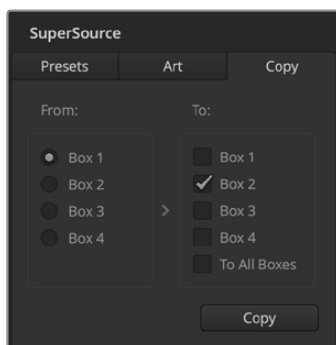 SuperSource
Presets Art Copy
From: To:
Box 1 Box 1
Box 2 Box 2
Box 3 > Box 3
Box 4 Box 4
To All Boxes
Copy